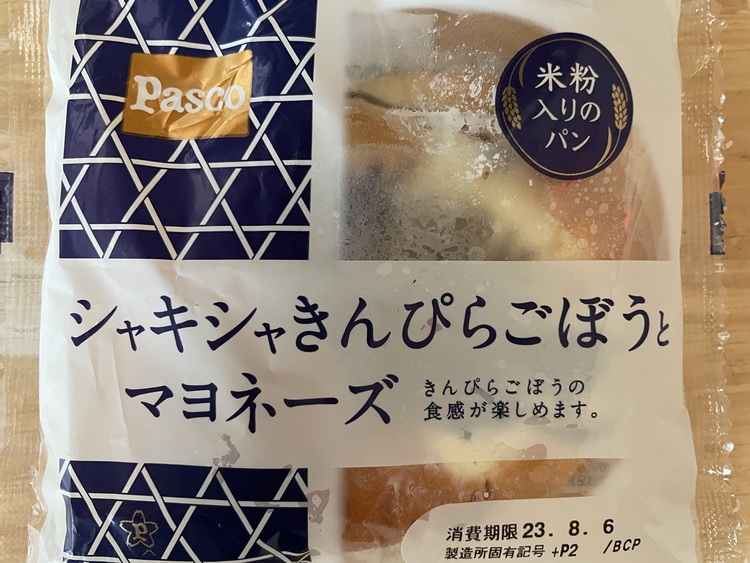 Pasco
米粉
入りの
パン
シャキシャきんぴらごぼうと
マヨネーズ
きんぴらごぼうの
食感が楽しめます。
P
消費期限 23. 8. 6
製造所固有記号 +P2 /BCP